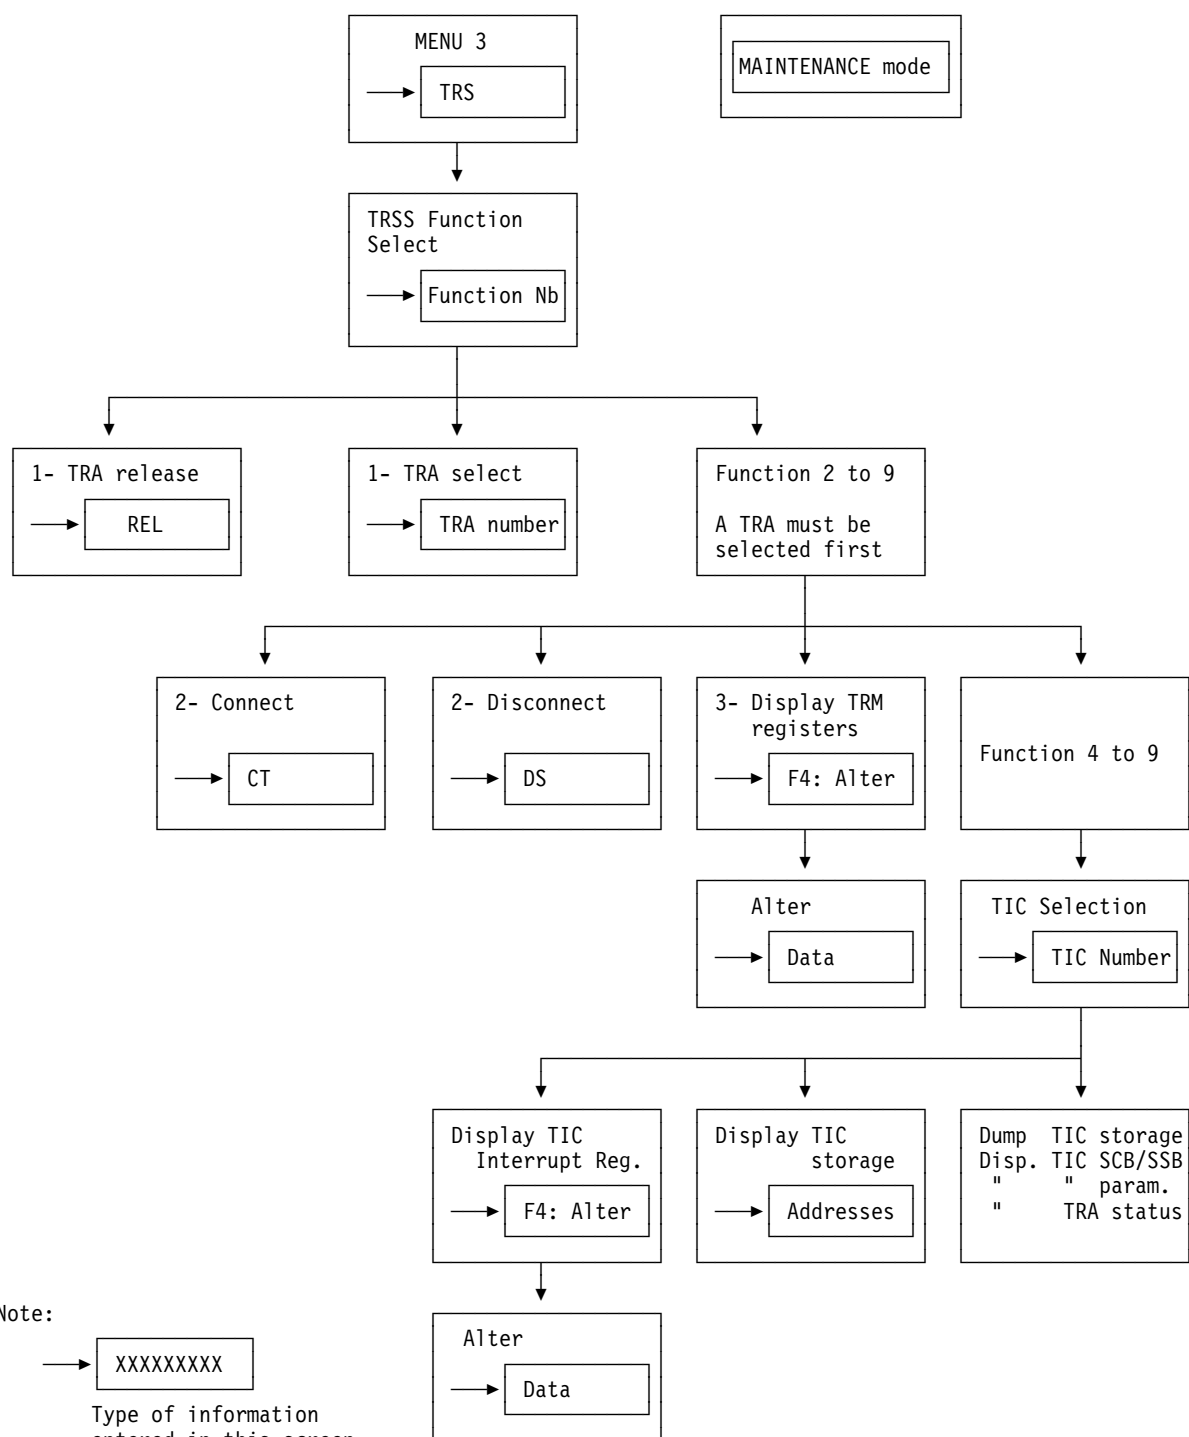 MENU 3
TRS
MAINTENANCE mode
TRSS Function
Select
Function Nb
1- TRA release
REL
1- TRA select
TRA number
Function 2 to 9
A TRA must be
selected first
2- Connect
CT
2- Disconnect
DS
3- Display TRM
registers
F4: Alter
Function 4 to 9
Alter
Data
TIC Selection
TIC Number
Display TIC
Interrupt Reg.
F4: Alter
Display TIC
storage
Addresses
Dump TIC storage
Disp. TIC SCB/SSB
" " param.
" TRA status
Note:
XXXXXXXXX
Type of information
entered in this screen
Alter
Data